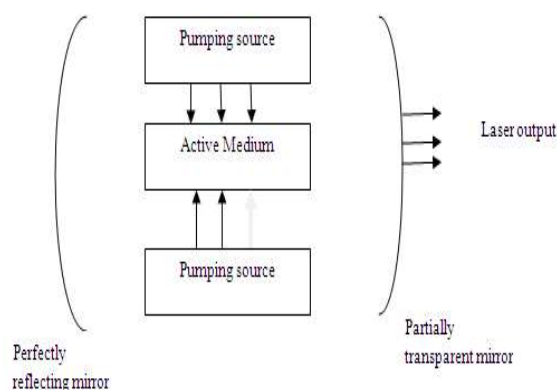 Pumping source
Active Medium
Laser output
Pumping source
Perfectly
reflecting mirror
Partially
transparent mirror